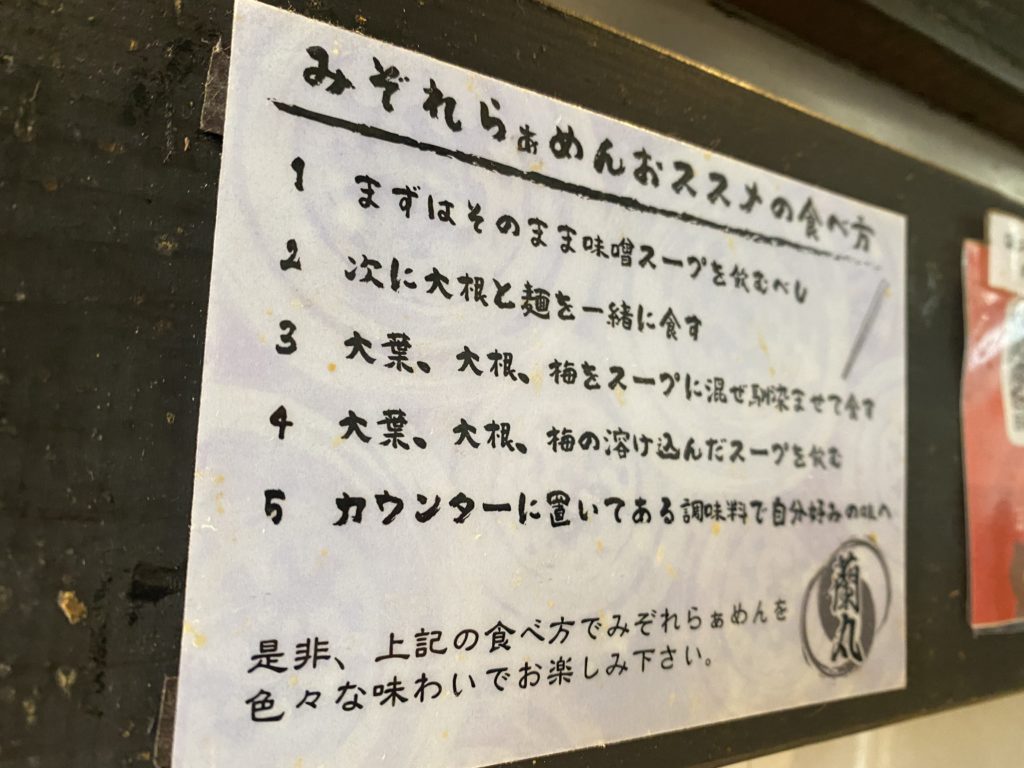 みぞれらぁめんおススメの食べ方
1 まずはそのまま味噌スープを飲むべし
2 次に大根と麺を一緒に食す
3 大葉。大根。梅をスープに混ぜ馴染ませて食す
4 大葉。大根。梅の溶け込んだスープを飲む
5 カウンターに置いてある調味料で自分好みの味へ
是非、上記の食べ方でみぞれらぁめんを
色々な味わいでお楽しみ下さい。
蘭丸